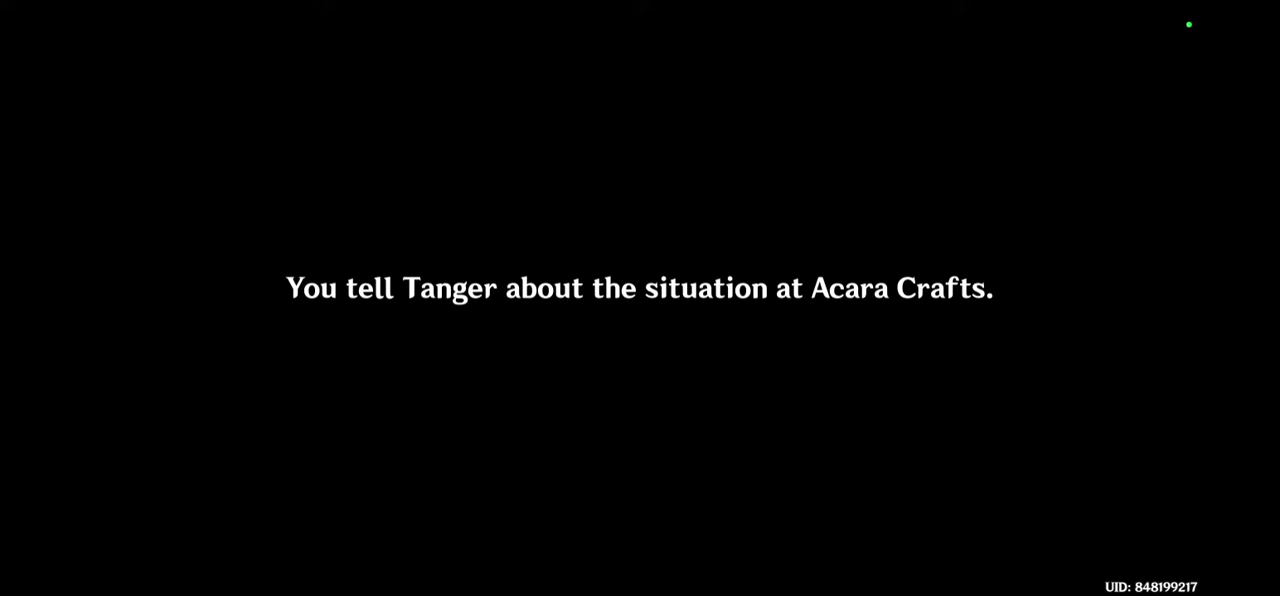 You tell Tanger about the situation at Acara Crafts.
UID: 848199217